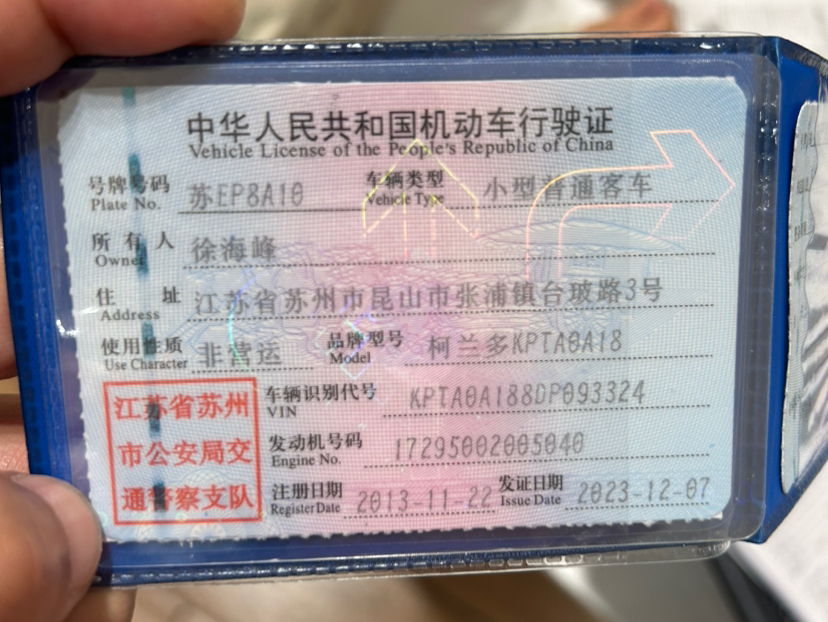 中华人民共和国机动车行驶证
Vehicle License of the People's Republic of China
号牌号码 苏EP8A10 车辆类型 小型普通客车
Plate No. Vehicle Type
所有人 徐海峰
Owner
住址 江苏省苏州市昆山市张浦镇台玻路3号
Address
使用性质 非营运 品牌型号 柯兰多KPTA0A18
Use Character Model
江苏省苏州
市公安局交
通警察支队
车辆识别代号 KPTA0A188DP093324
VIN
发动机号码 17295002005040
Engine No.
注册日期 2013-11-22 发证日期 2023-12-07
Register Date Issue Date